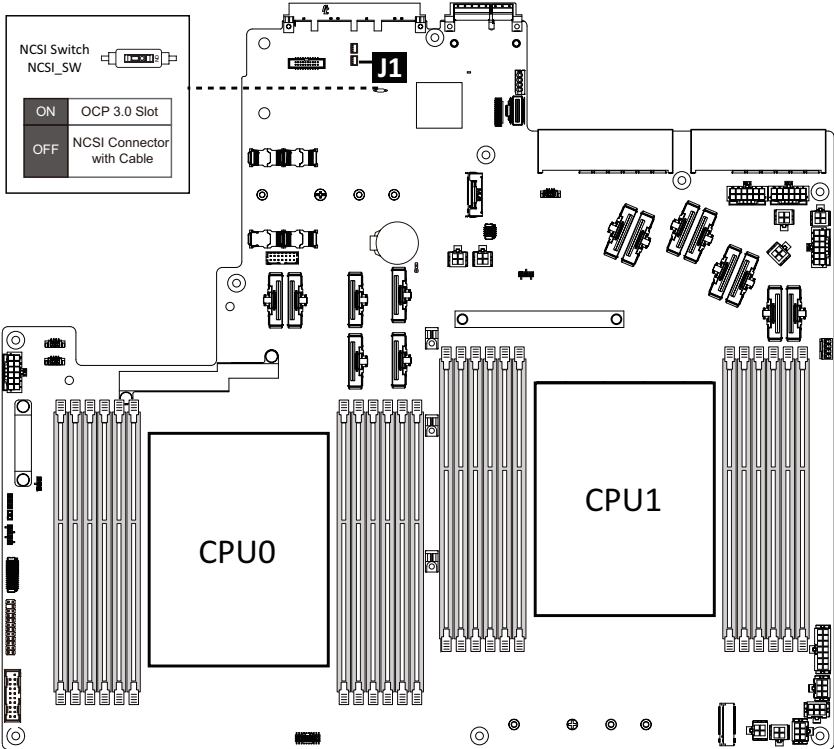 NCSI Switch
NCSI_SW
J1
ON OCP 3.0 Slot
OFF NCSI Connector
with Cable
CPU1
CPU0